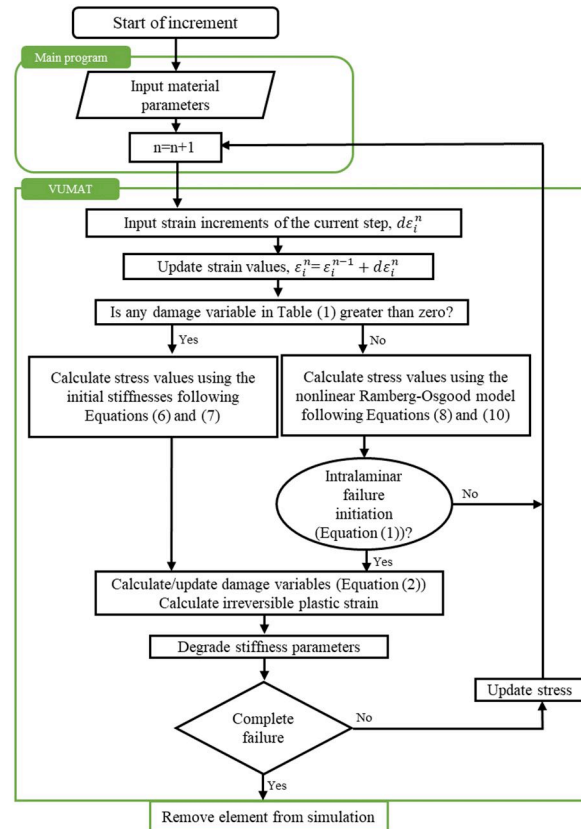 Start of increment
Main program
Input material
parameters
n=n+1
VUMAT
Input strain increments of the current step, $d\varepsilon_i^n$
Update strain values, $\varepsilon_i^n = \varepsilon_i^{n-1} + d\varepsilon_i^n$
Is any damage variable in Table (1) greater than zero?
Yes
No
Calculate stress values using the
initial stiffnesses following
Equations (6) and (7)
Calculate stress values using the
nonlinear Ramberg-Osgood model
following Equations (8) and (10)
Intralaminar
failure
initiation
(Equation (1))?
No
Yes
Calculate/update damage variables (Equation (2))
Calculate irreversible plastic strain
Degrade stiffness parameters
Update stress
Complete
failure
No
Yes
Remove element from simulation